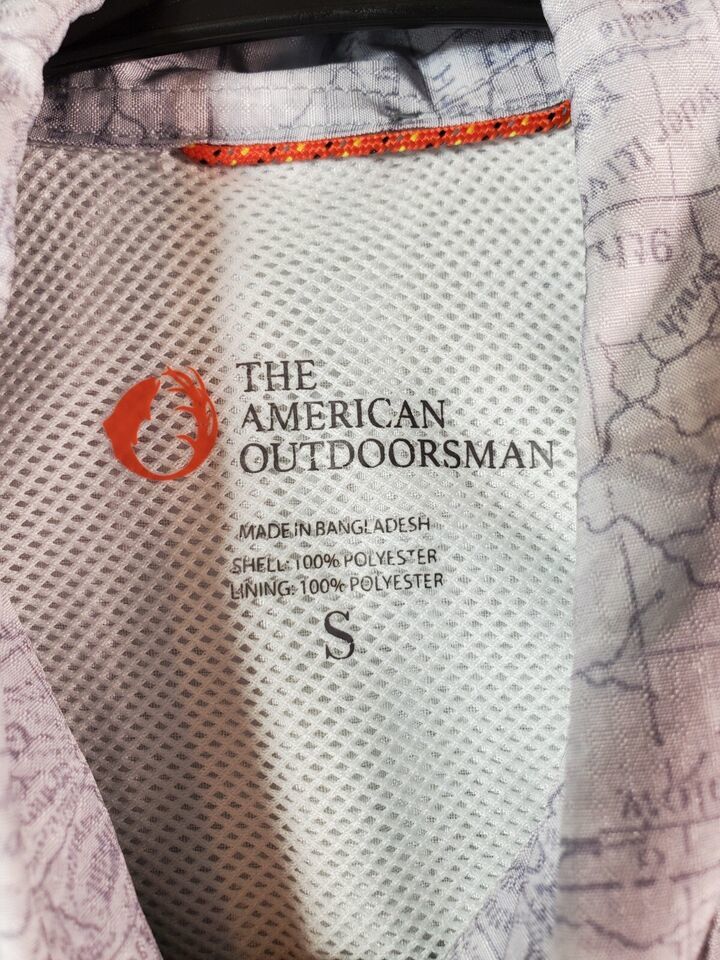 THE
AMERICAN
OUTDOORSMAN
MADE IN BANGLADESH
SHELL: 100% POLYESTER
LINING: 100% POLYESTER
S